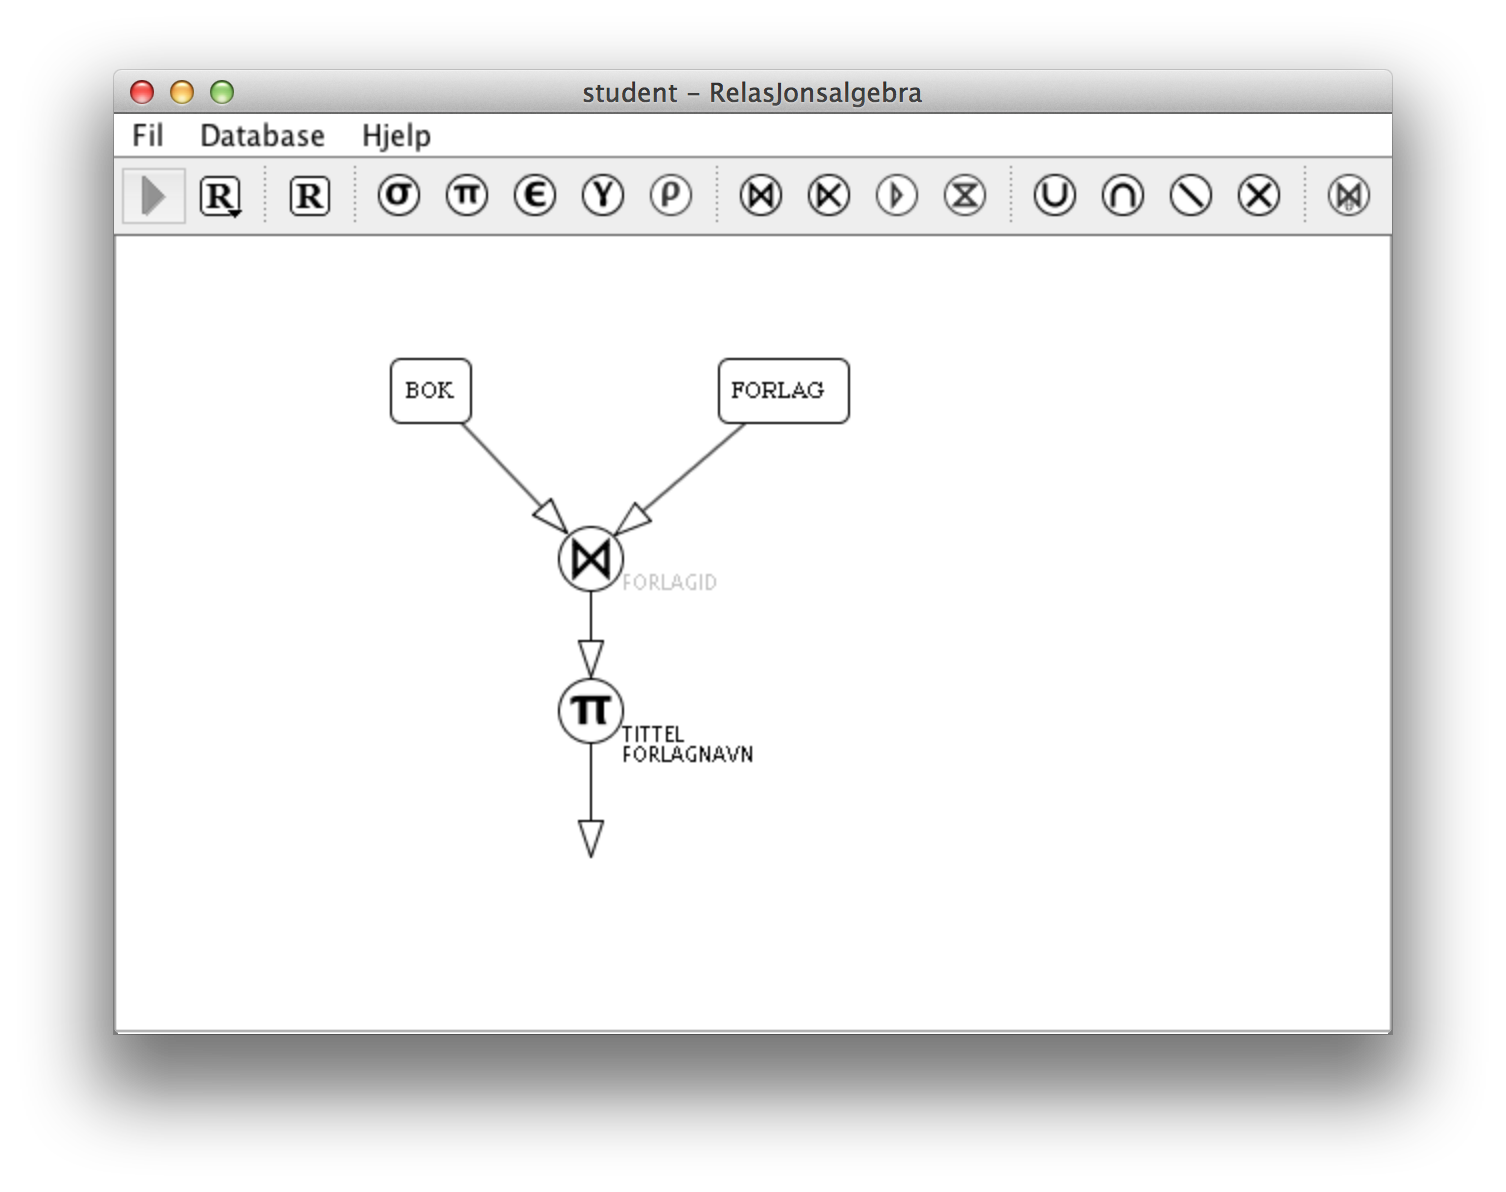 student – RelasJonsalgebra
Fil Database Hjelp
R R σ π ϵ γ ρ ⋈ ⋉ ▷ ⧖ ∪ ∩ \ × ⋈
BOK FORLAG
⋈
FORLAGID
π
TITTEL
FORLAGNAVN